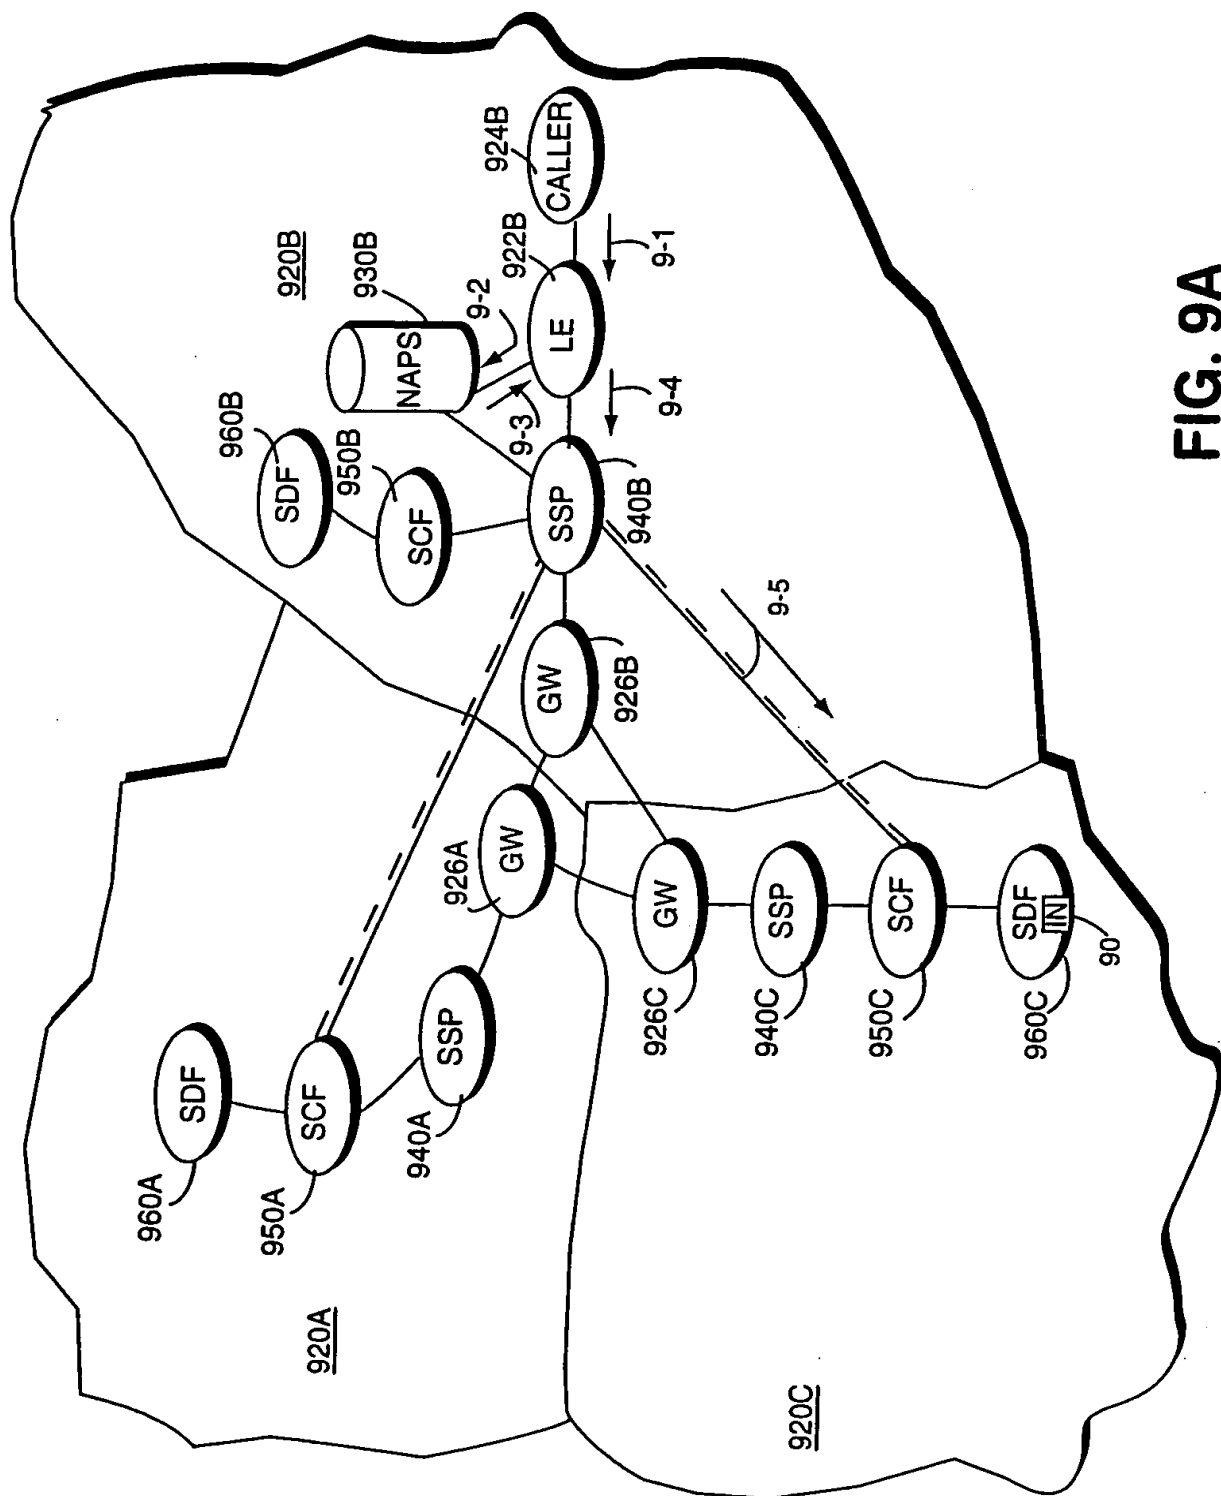 920B
960B
SDF
950B
SCF
NAPS
930B
9-2
9-3
922B
LE
924B
CALLER
9-1
9-4
SSP
940B
GW
926B
9-5
960A
SDF
950A
SCF
940A
SSP
926A
GW
920A
GW
926C
SSP
940C
SCF
950C
SDF
IN
960C
90
920C
FIG. 9A